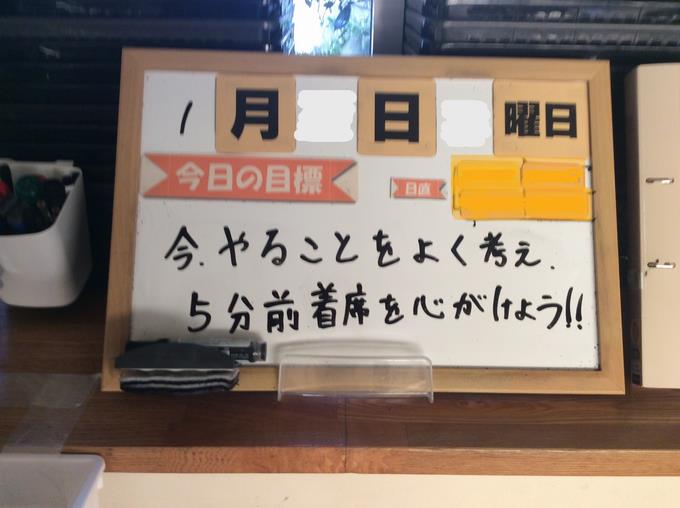 1月 日 曜日
今日の目標 日直
今、やることをよく考え、
5分前着席を心がけよう!!